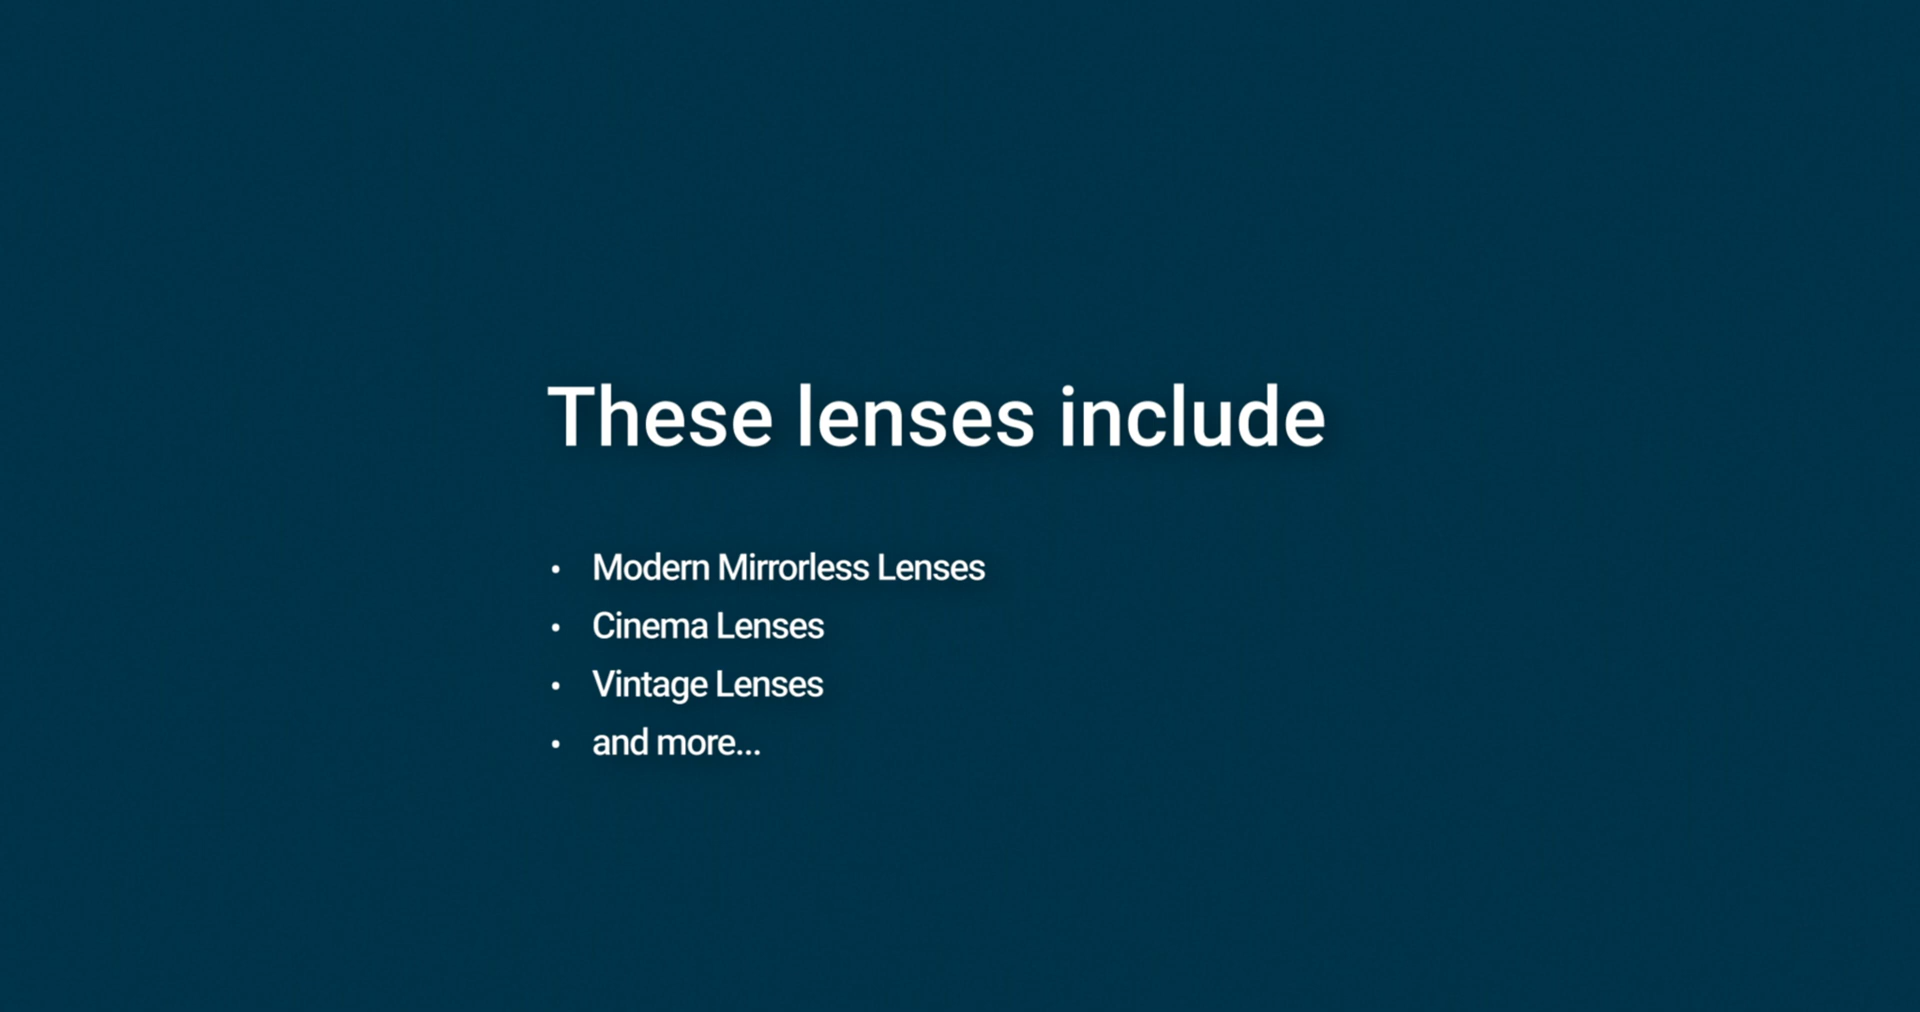 These lenses include
• Modern Mirrorless Lenses
• Cinema Lenses
• Vintage Lenses
• and more...